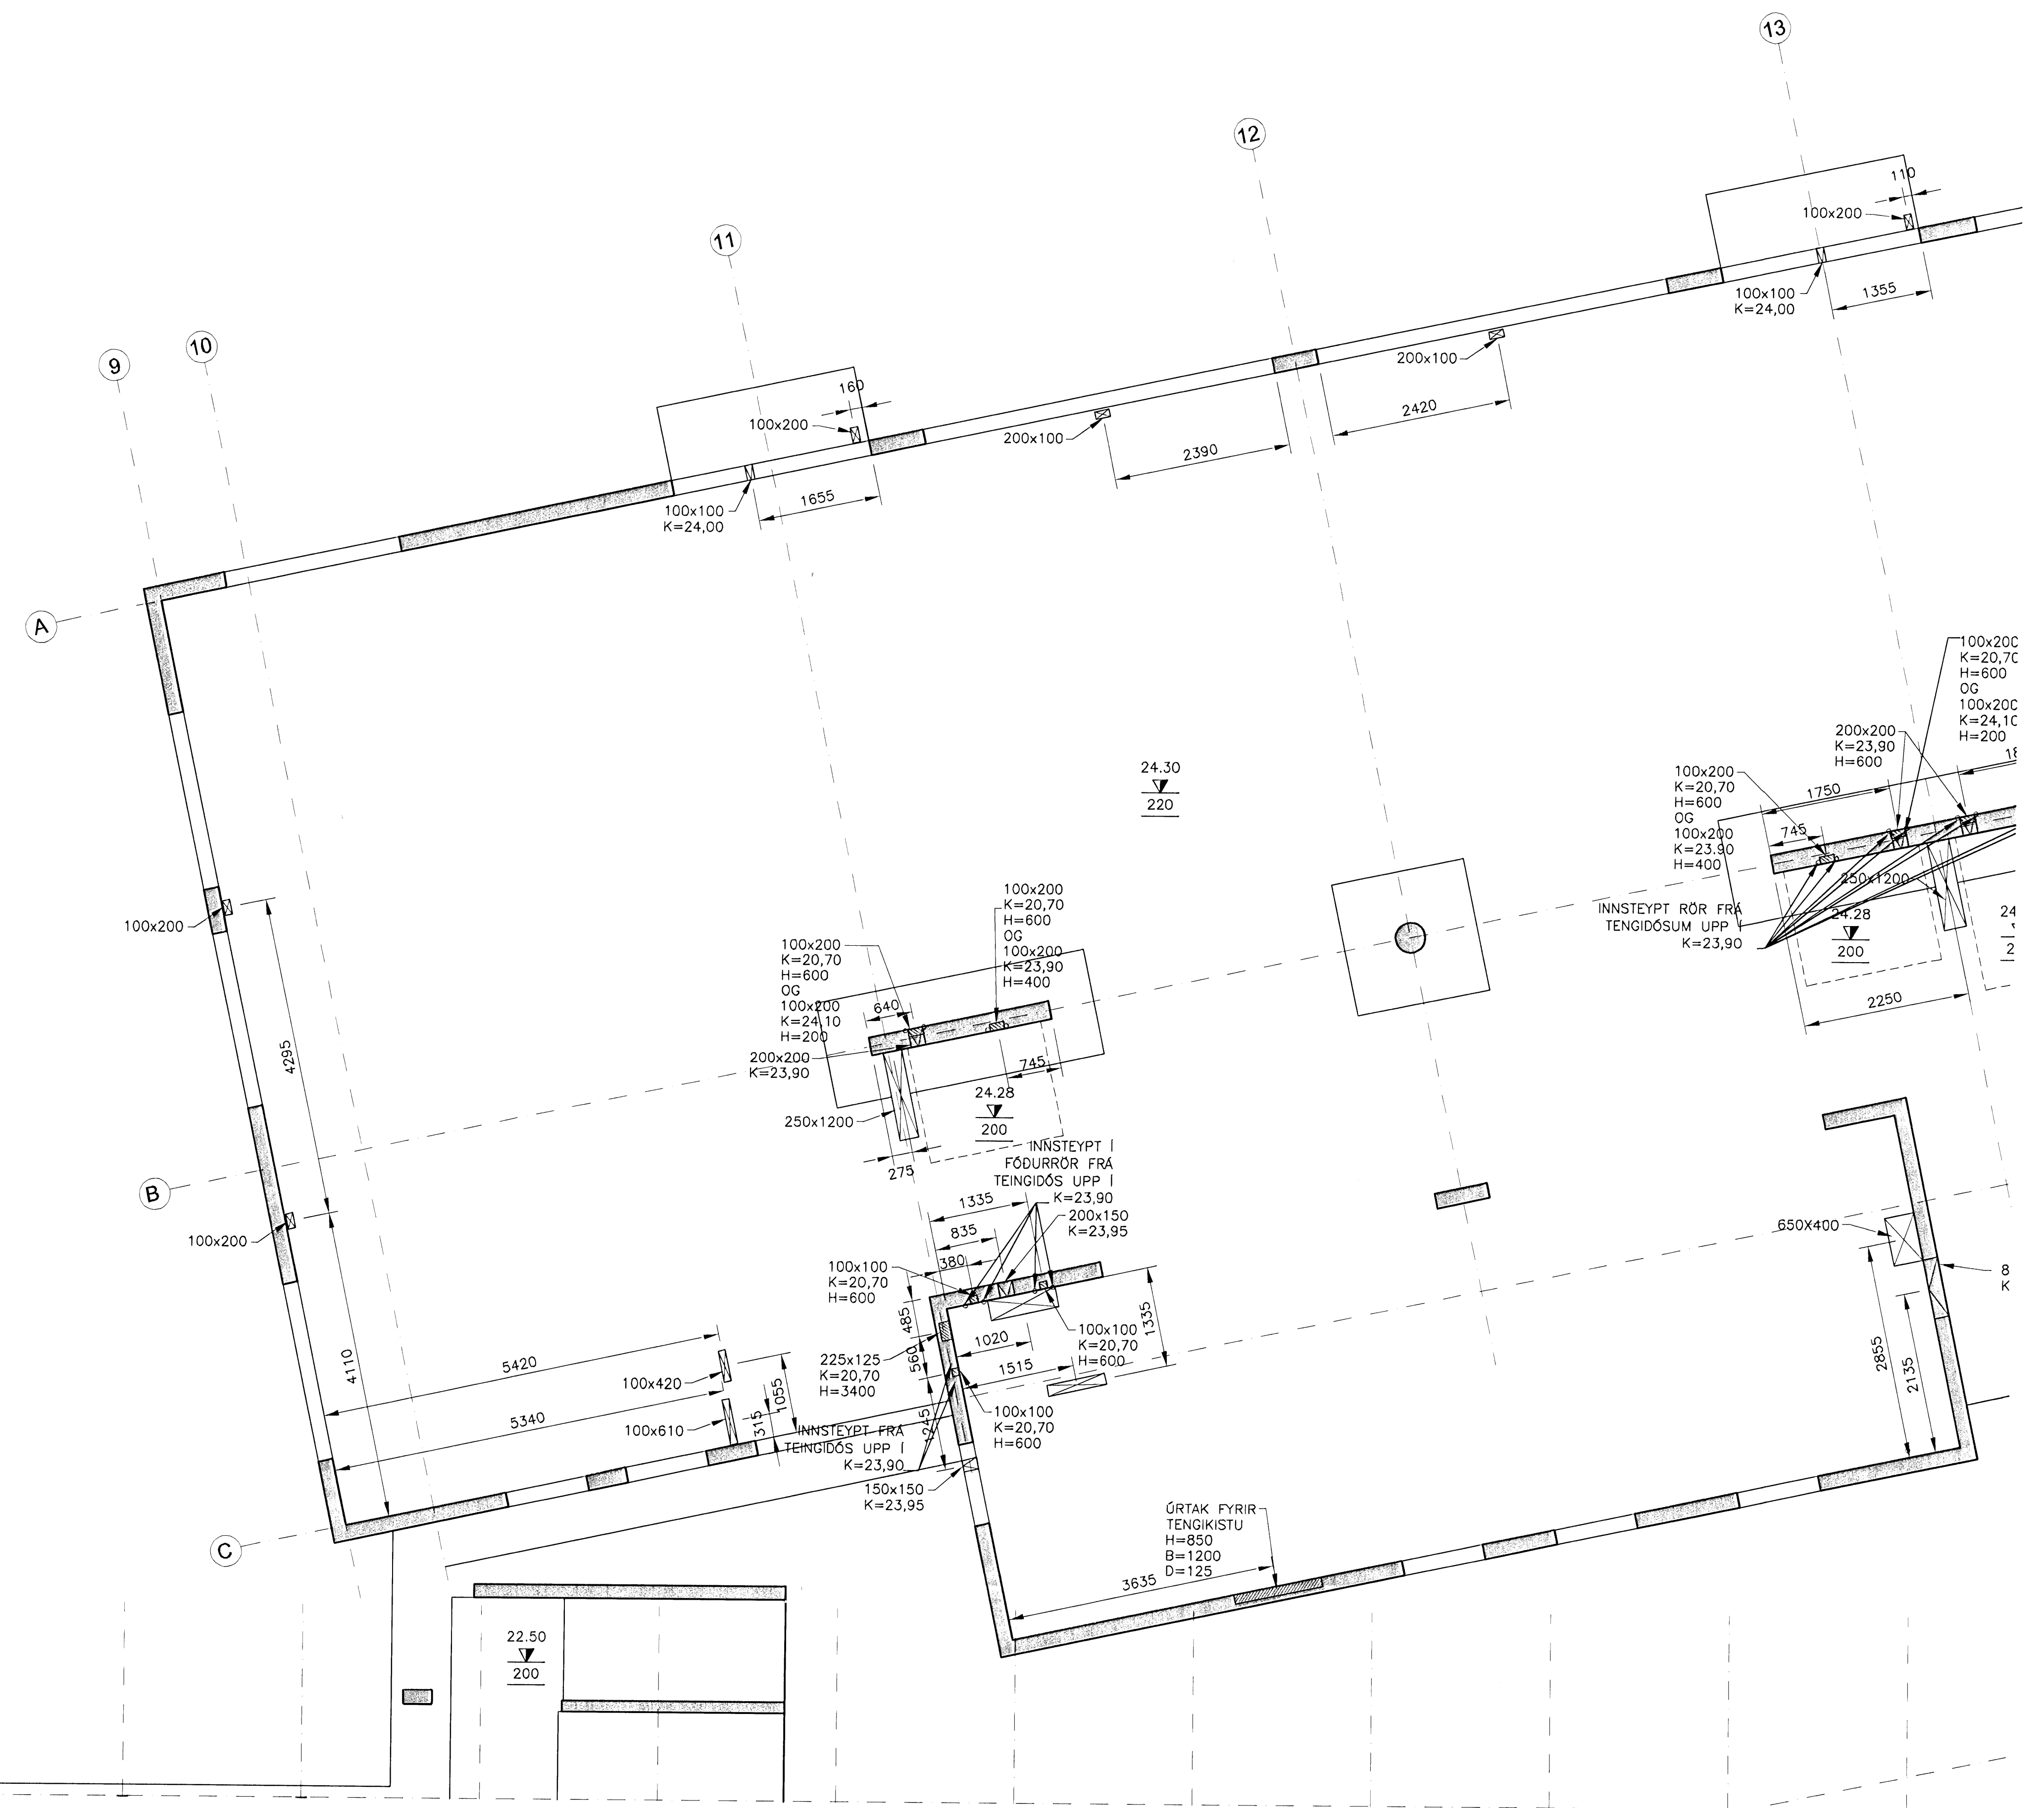 13
12
11
10
9
A
B
C
110
100x200
100x100
K=24,00
1355
200x100
2420
160
100x200
200x100
2390
100x100
K=24,00
1655
100x200
4295
100x200
4110
24.30
220
100x200
K=20,70
H=600
OG
100x200
K=24,10
H=200
200x200
K=23,90
H=600
100x200
K=20,70
H=600
OG
100x200
K=23.90
H=400
1750
745
250x1200
INNSTEYPT RÖR FRÁ
TENGIDÓSUM UPP Í
K=23,90
24.28
200
2250
100x200
K=20,70
H=600
OG
100x200
K=23,90
H=400
100x200
K=20,70
H=600
OG
100x200
K=24,10
H=200
640
200x200
K=23,90
745
24.28
200
250x1200
275
INNSTEYPT Í
FÓÐURRÖR FRÁ
TEINGIDÓS UPP Í
K=23,90
1335
200x150
K=23,95
835
380
100x100
K=20,70
H=600
485
560
1245
225x125
K=20,70
H=3400
1020
1515
100x100
K=20,70
H=600
1335
100x100
K=20,70
H=600
5420
100x420
5340
100x610
1055
315
INNSTEYPT FRÁ
TEINGIDÓS UPP Í
K=23,90
150x150
K=23,95
650X400
2855
2135
8
K
ÚRTAK FYRIR
TENGIKISTU
H=850
B=1200
D=125
3635
22.50
200